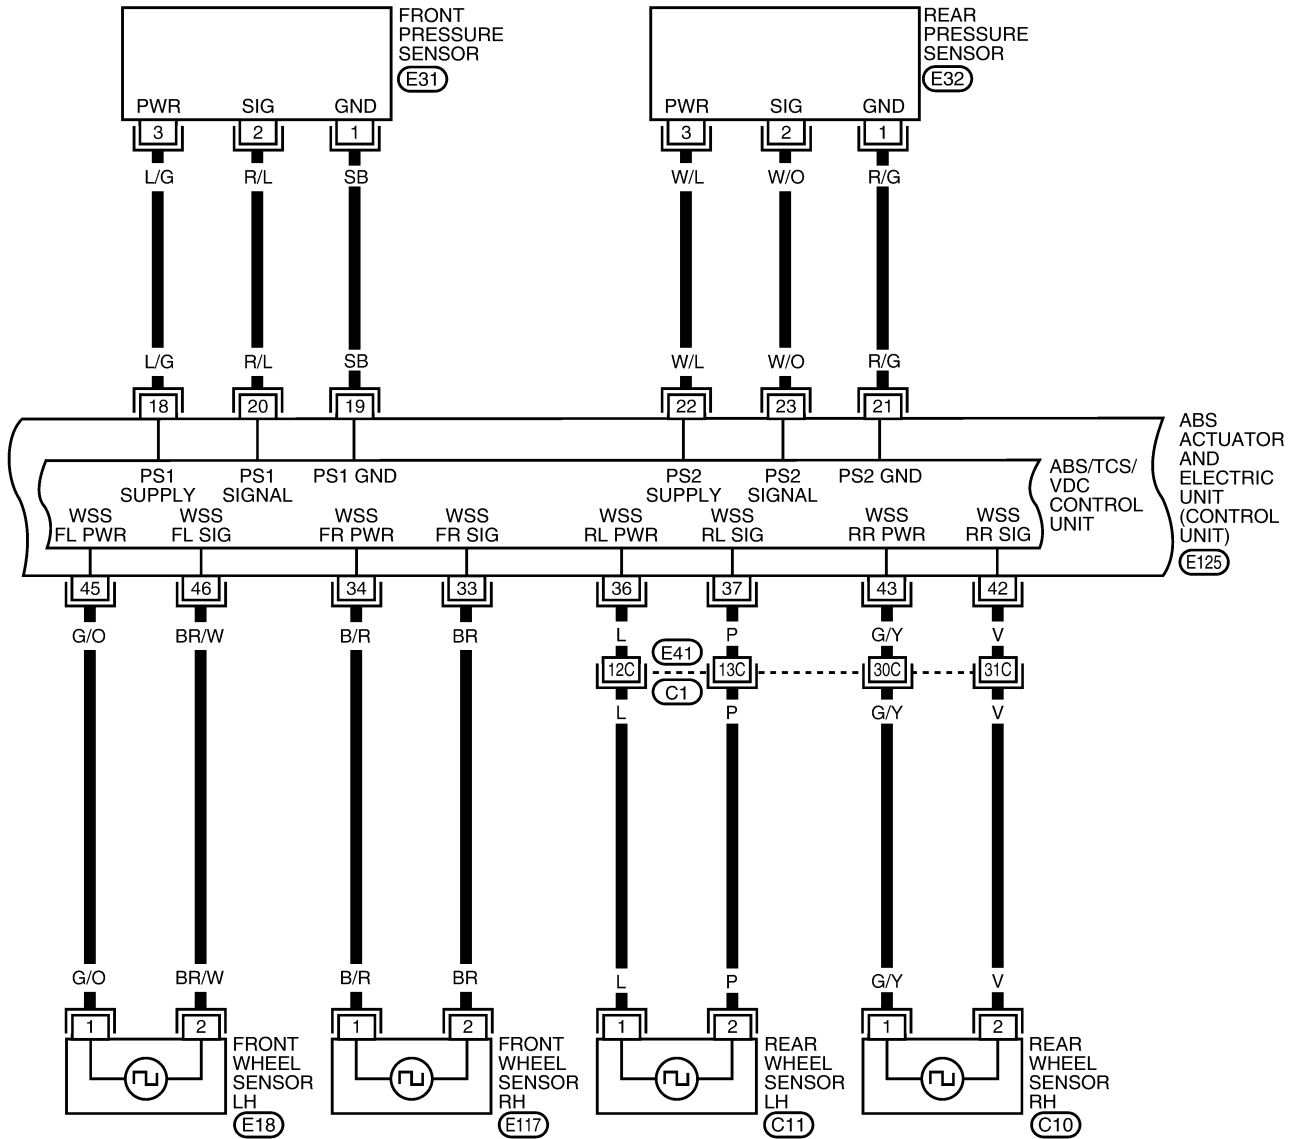 FRONT
PRESSURE
SENSOR
E31
REAR
PRESSURE
SENSOR
E32
PWR SIG GND
PWR SIG GND
3 2 1
3 2 1
L/G R/L SB
W/L W/O R/G
L/G R/L SB
W/L W/O R/G
18 20 19
22 23 21
ABS
ACTUATOR
AND
ELECTRIC
UNIT
(CONTROL
UNIT)
E125
PS1
SUPPLY
PS1
SIGNAL
PS1 GND
PS2
SUPPLY
PS2
SIGNAL
PS2 GND
ABS/TCS/
VDC
CONTROL
UNIT
WSS
FL PWR
WSS
FL SIG
WSS
FR PWR
WSS
FR SIG
WSS
RL PWR
WSS
RL SIG
WSS
RR PWR
WSS
RR SIG
45 46 34 33 36 37 43 42
G/O BR/W B/R BR L P G/Y V
E41
12C 13C 30C 31C
C1
L P G/Y V
G/O BR/W B/R BR L P G/Y V
1 2 1 2 1 2 1 2
FRONT
WHEEL
SENSOR
LH
E18
FRONT
WHEEL
SENSOR
RH
E117
REAR
WHEEL
SENSOR
LH
C11
REAR
WHEEL
SENSOR
RH
C10